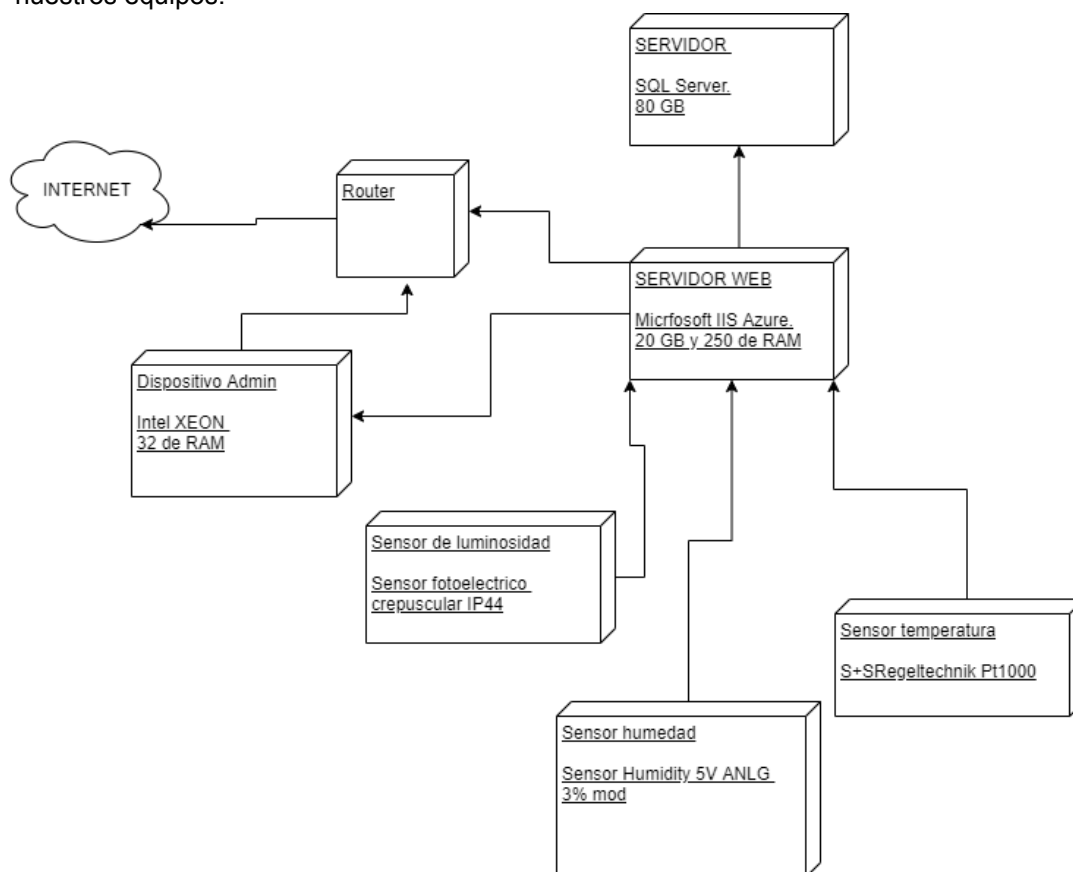 nuestros equipos.
SERVIDOR
SQL Server.
80 GB
INTERNET
Router
SERVIDOR WEB
Micrfosoft IIS Azure.
20 GB y 250 de RAM
Dispositivo Admin
Intel XEON
32 de RAM
Sensor de luminosidad
Sensor fotoelectrico
crepuscular IP44
Sensor temperatura
S+SRegeltechnik Pt1000
Sensor humedad
Sensor Humidity 5V ANLG
3% mod